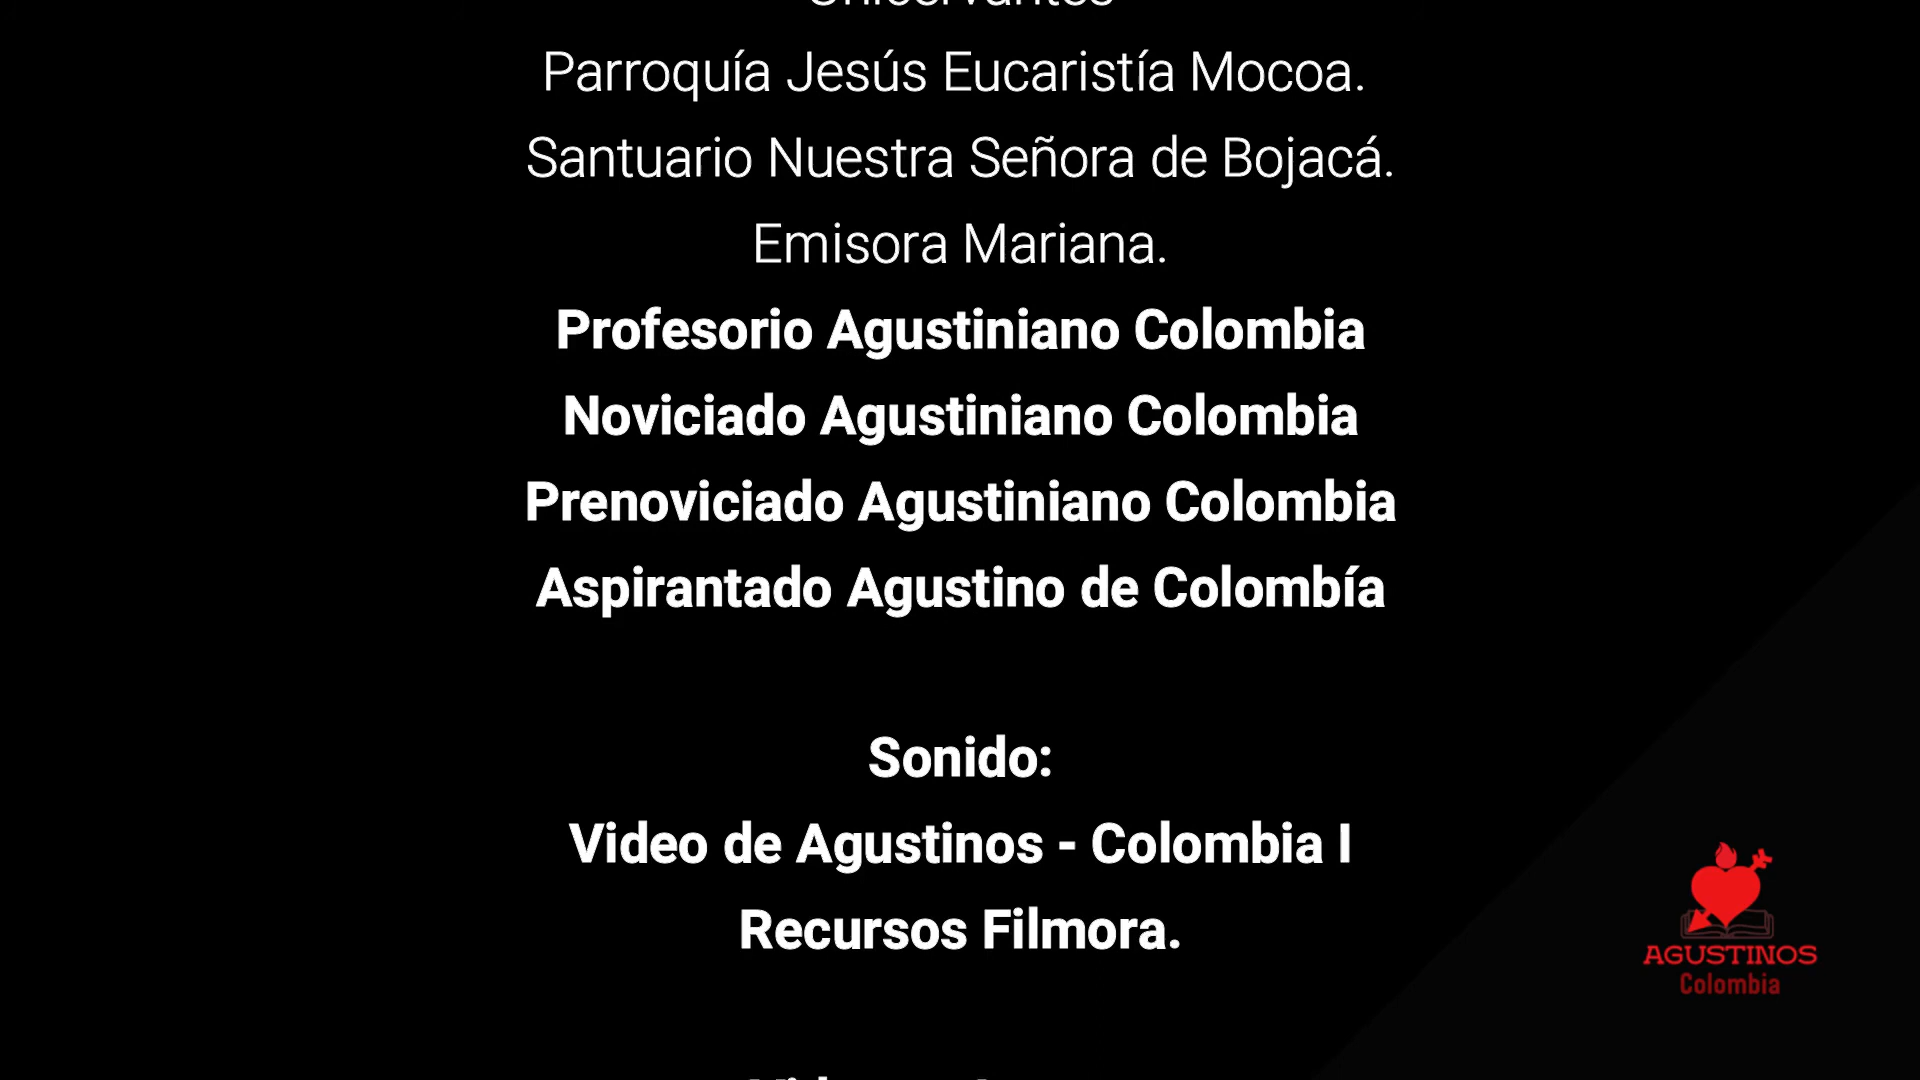 Parroquía Jesús Eucaristía Mocoa.
Santuario Nuestra Señora de Bojacá.
Emisora Mariana.
Profesorio Agustiniano Colombia
Noviciado Agustiniano Colombia
Prenoviciado Agustiniano Colombia
Aspirantado Agustino de Colombía
Sonido:
Video de Agustinos - Colombia I
Recursos Filmora.
AGUSTINOS
Colombia